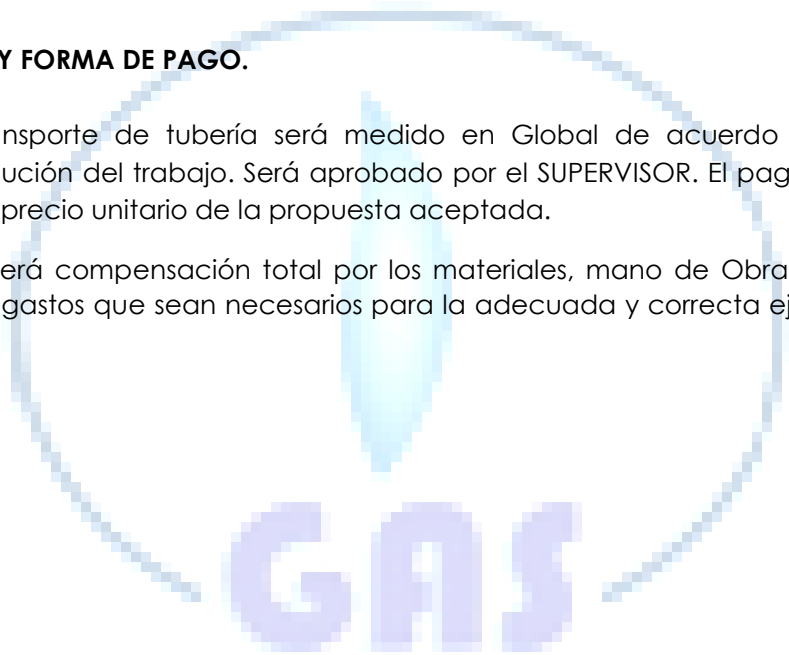 Y FORMA DE PAGO.
nsporte de tubería será medido en Global de acuerdo
ución del trabajo. Será aprobado por el SUPERVISOR. El pag
precio unitario de la propuesta aceptada.
erá compensación total por los materiales, mano de Obra
gastos que sean necesarios para la adecuada y correcta ej
GAS